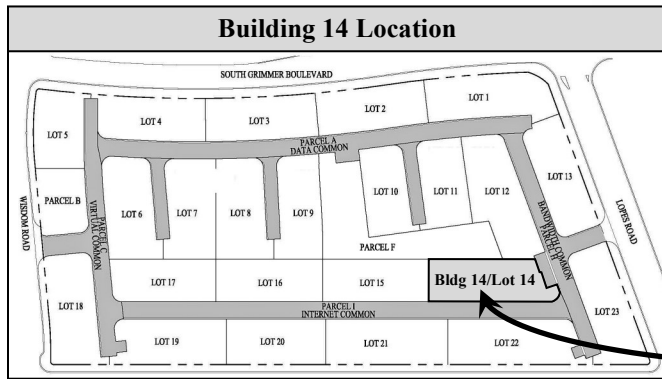 Building 14 Location
SOUTH GRIMMER BOULEVARD
LOT 1
LOT 2
LOT 3
LOT 4
LOT 5
PARCEL A
DATA COMMON
LOT 13
LOPES ROAD
WISDOM ROAD
PARCEL B
PARCEL C
VIRTUAL COMMON
LOT 6
LOT 7
LOT 8
LOT 9
LOT 10
LOT 11
LOT 12
BANDWIDTH COMMON
PARCEL H
PARCEL F
LOT 17
LOT 16
LOT 15
Bldg 14/Lot 14
LOT 18
PARCEL I
INTERNET COMMON
LOT 23
LOT 19
LOT 20
LOT 21
LOT 22